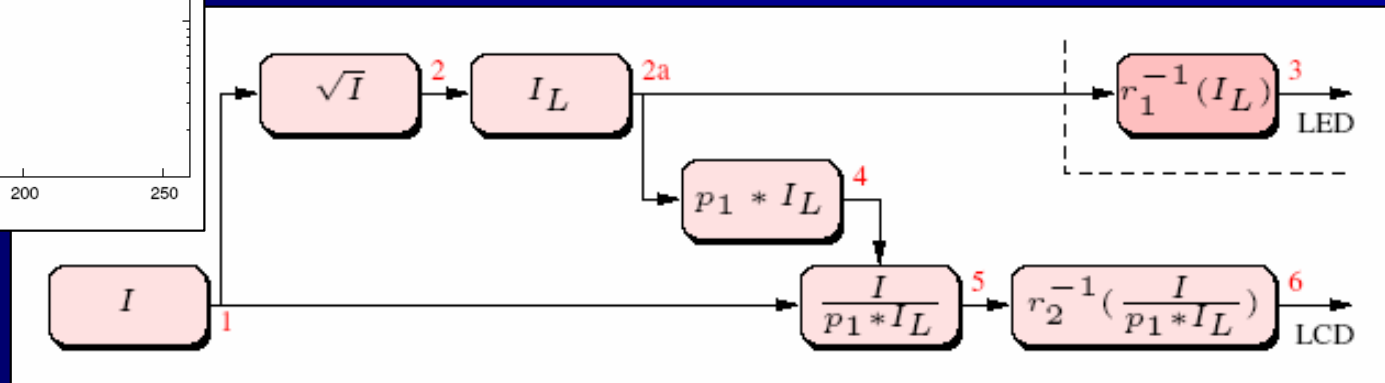 √I
2
I_L
2a
r_1^{-1}(I_L)
3
LED
p_1 * I_L
4
200
250
I
1
I/(p_1*I_L)
5
r_2^{-1}(I/(p_1*I_L))
6
LCD